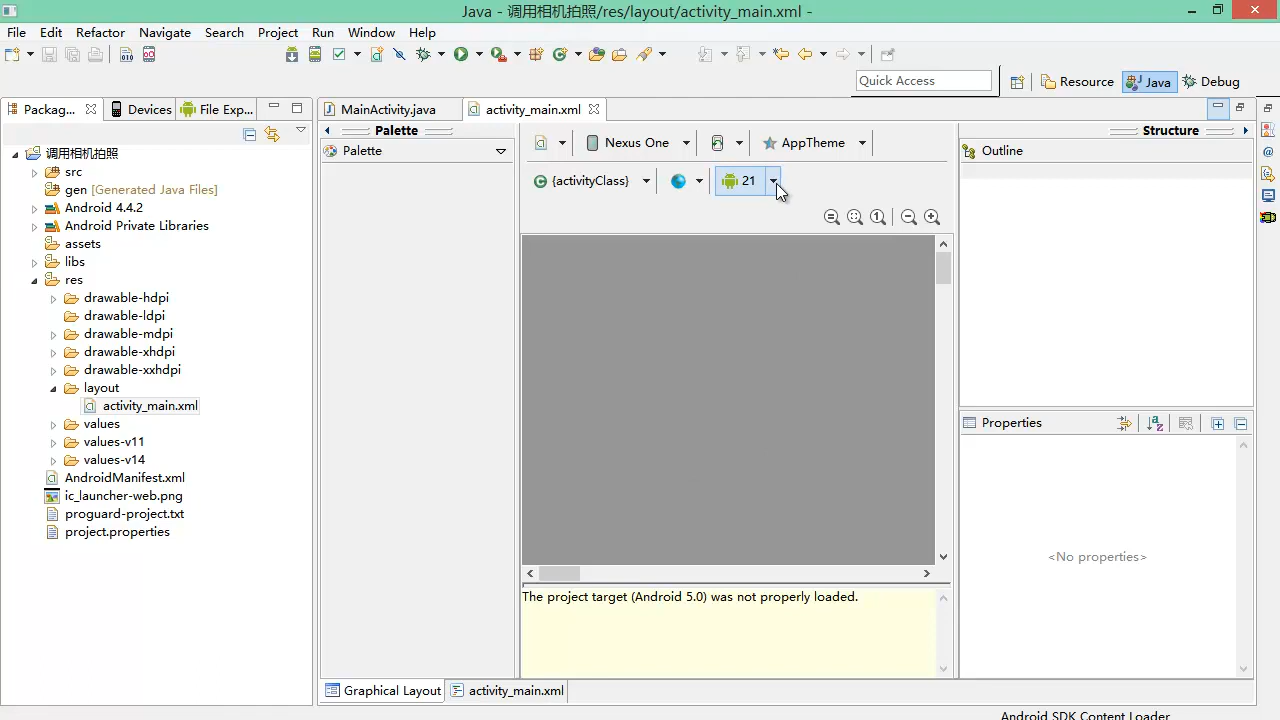 Java - 调用相机拍照/res/layout/activity_main.xml -
File Edit Refactor Navigate Search Project Run Window Help
Quick Access
Resource
Java
Debug
Packag...
Devices
File Exp...
调用相机拍照
src
gen [Generated Java Files]
Android 4.4.2
Android Private Libraries
assets
libs
res
drawable-hdpi
drawable-ldpi
drawable-mdpi
drawable-xhdpi
drawable-xxhdpi
layout
activity_main.xml
values
values-v11
values-v14
AndroidManifest.xml
ic_launcher-web.png
proguard-project.txt
project.properties
MainActivity.java
activity_main.xml
Palette
Palette
Nexus One
AppTheme
{activityClass}
21
The project target (Android 5.0) was not properly loaded.
Graphical Layout
activity_main.xml
Structure
Outline
Properties
<No properties>
Android SDK Content Loader